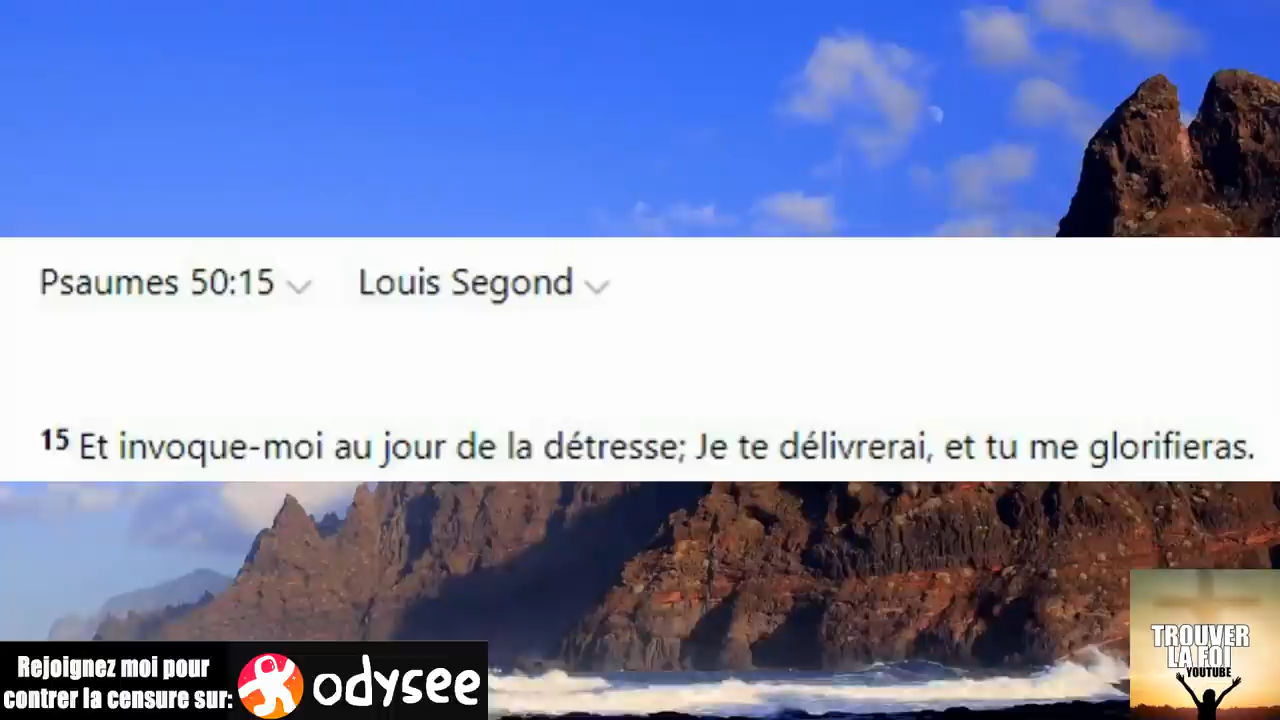 Psaumes 50:15 Louis Segond
15 Et invoque-moi au jour de la détresse; Je te délivrerai, et tu me glorifieras.
Rejoignez moi pour
contrer la censure sur:
odysee
TROUVER
LA FOI
YOUTUBE